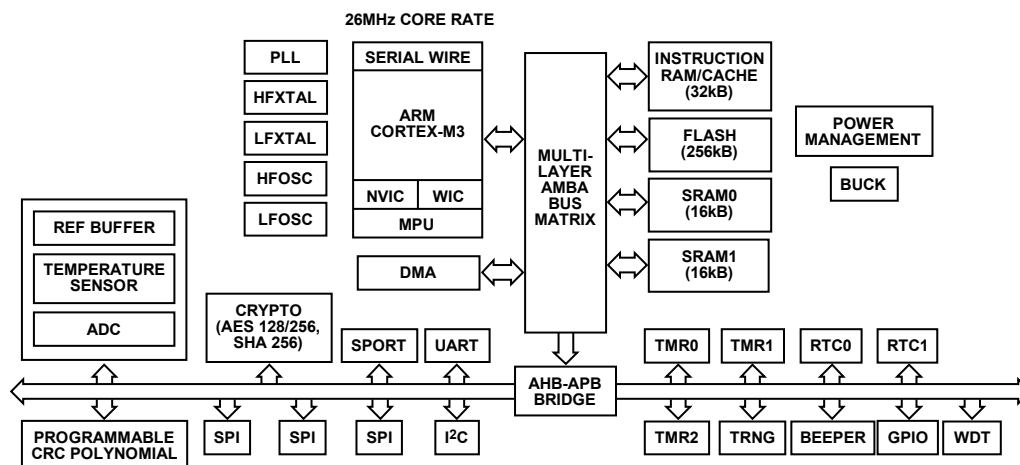 26MHz CORE RATE
PLL
HFXTAL
LFXTAL
HFOSC
LFOSC
SERIAL WIRE
ARM
CORTEX-M3
NVIC
WIC
MPU
DMA
MULTI-
LAYER
AMBA
BUS
MATRIX
INSTRUCTION
RAM/CACHE
(32kB)
FLASH
(256kB)
SRAM0
(16kB)
SRAM1
(16kB)
POWER
MANAGEMENT
BUCK
REF BUFFER
TEMPERATURE
SENSOR
ADC
CRYPTO
(AES 128/256,
SHA 256)
SPORT
UART
TMR0
TMR1
RTC0
RTC1
AHB-APB
BRIDGE
PROGRAMMABLE
CRC POLYNOMIAL
SPI
SPI
SPI
I²C
TMR2
TRNG
BEEPER
GPIO
WDT